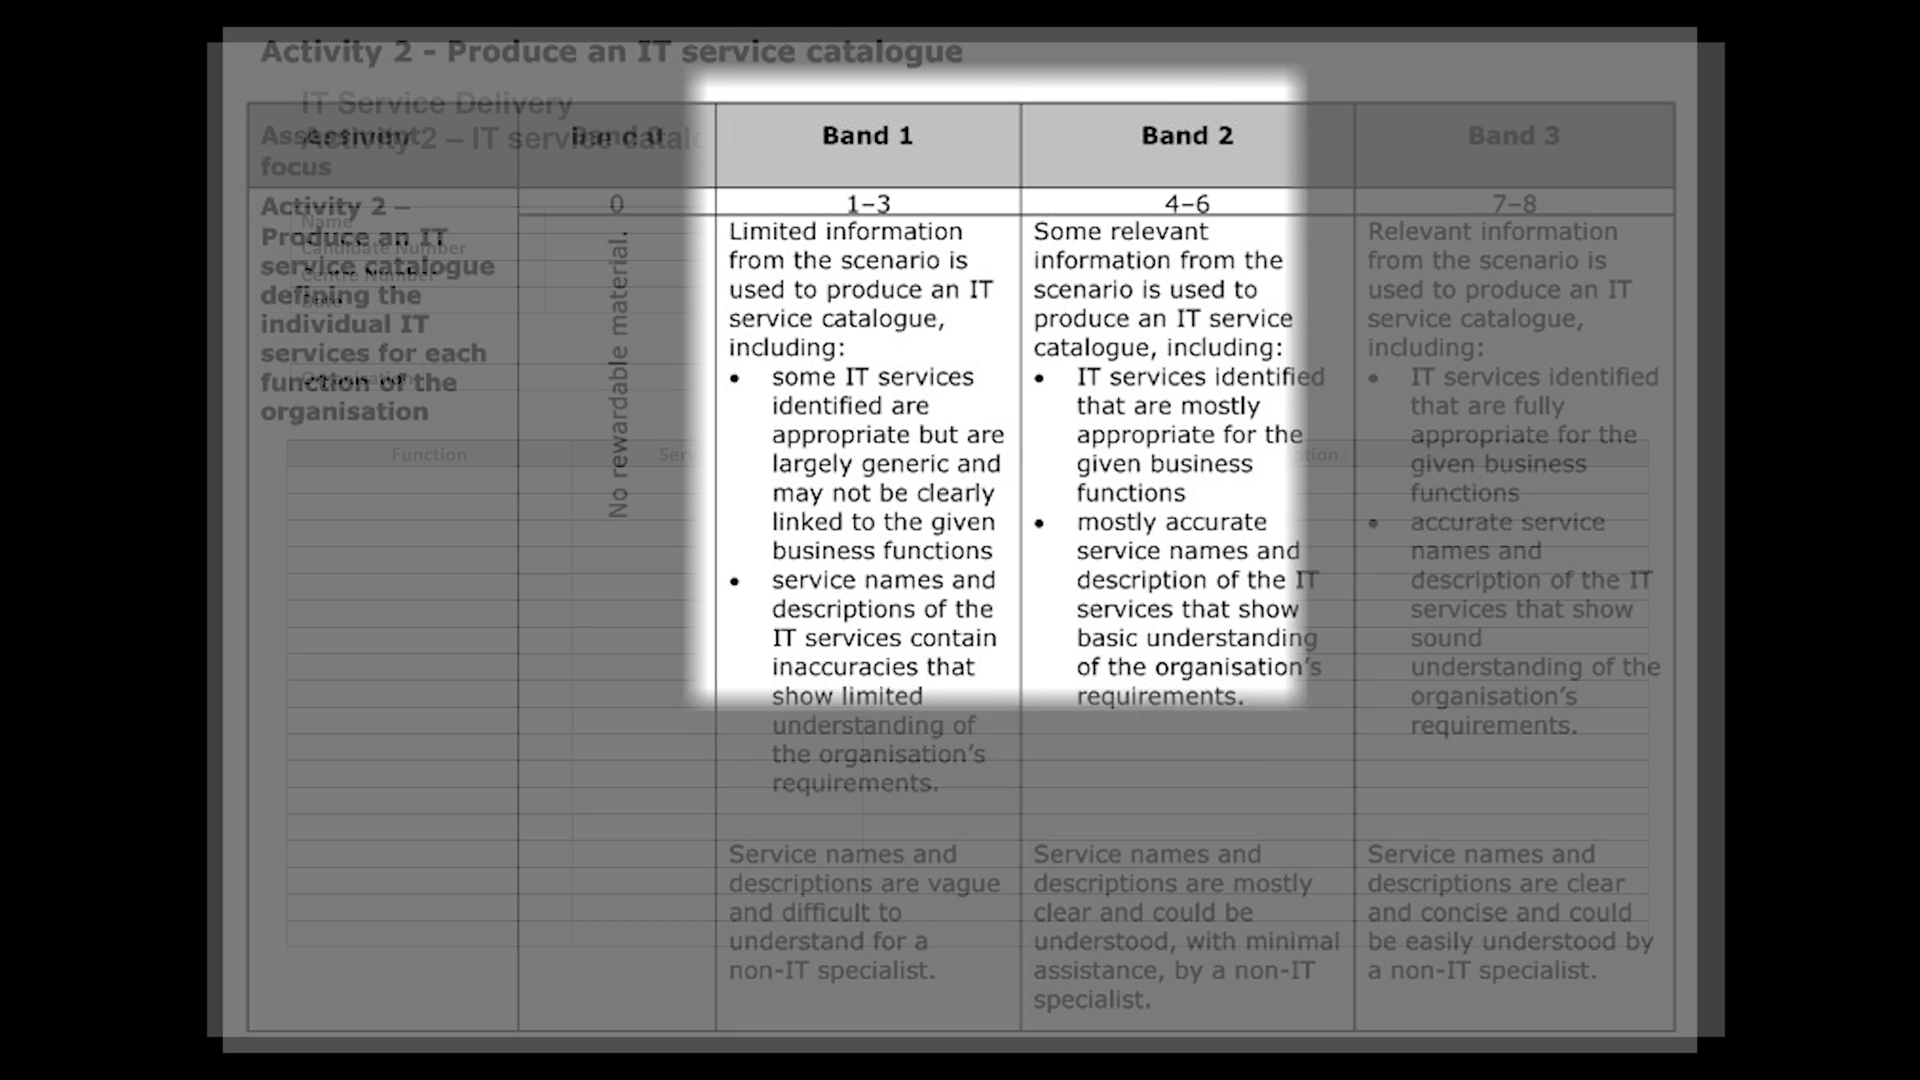 Activity 2 - Produce an IT service catalogue
IT Service Delivery
Activity 2 – IT service catalo
Assessment
focus
Band 0
Band 1
Band 2
Band 3
Activity 2 –
Produce an IT
service catalogue
defining the
individual IT
services for each
function of the
organisation
Name
Candidate Number
Centre Number
Date
Function
Serv
0
No rewardable material.
1–3
Limited information
from the scenario is
used to produce an IT
service catalogue,
including:
• some IT services
identified are
appropriate but are
largely generic and
may not be clearly
linked to the given
business functions
• service names and
descriptions of the
IT services contain
inaccuracies that
show limited
understanding of
the organisation’s
requirements.
Service names and
descriptions are vague
and difficult to
understand for a
non-IT specialist.
4–6
Some relevant
information from the
scenario is used to
produce an IT service
catalogue, including:
• IT services identified
that are mostly
appropriate for the
given business
functions
• mostly accurate
service names and
description of the IT
services that show
basic understanding
of the organisation’s
requirements.
Service names and
descriptions are mostly
clear and could be
understood, with minimal
assistance, by a non-IT
specialist.
7–8
Relevant information
from the scenario is
used to produce an IT
service catalogue,
including:
• IT services identified
that are fully
appropriate for the
given business
functions
• accurate service
names and
description of the IT
services that show
sound
understanding of the
organisation’s
requirements.
Service names and
descriptions are clear
and concise and could
be easily understood by
a non-IT specialist.